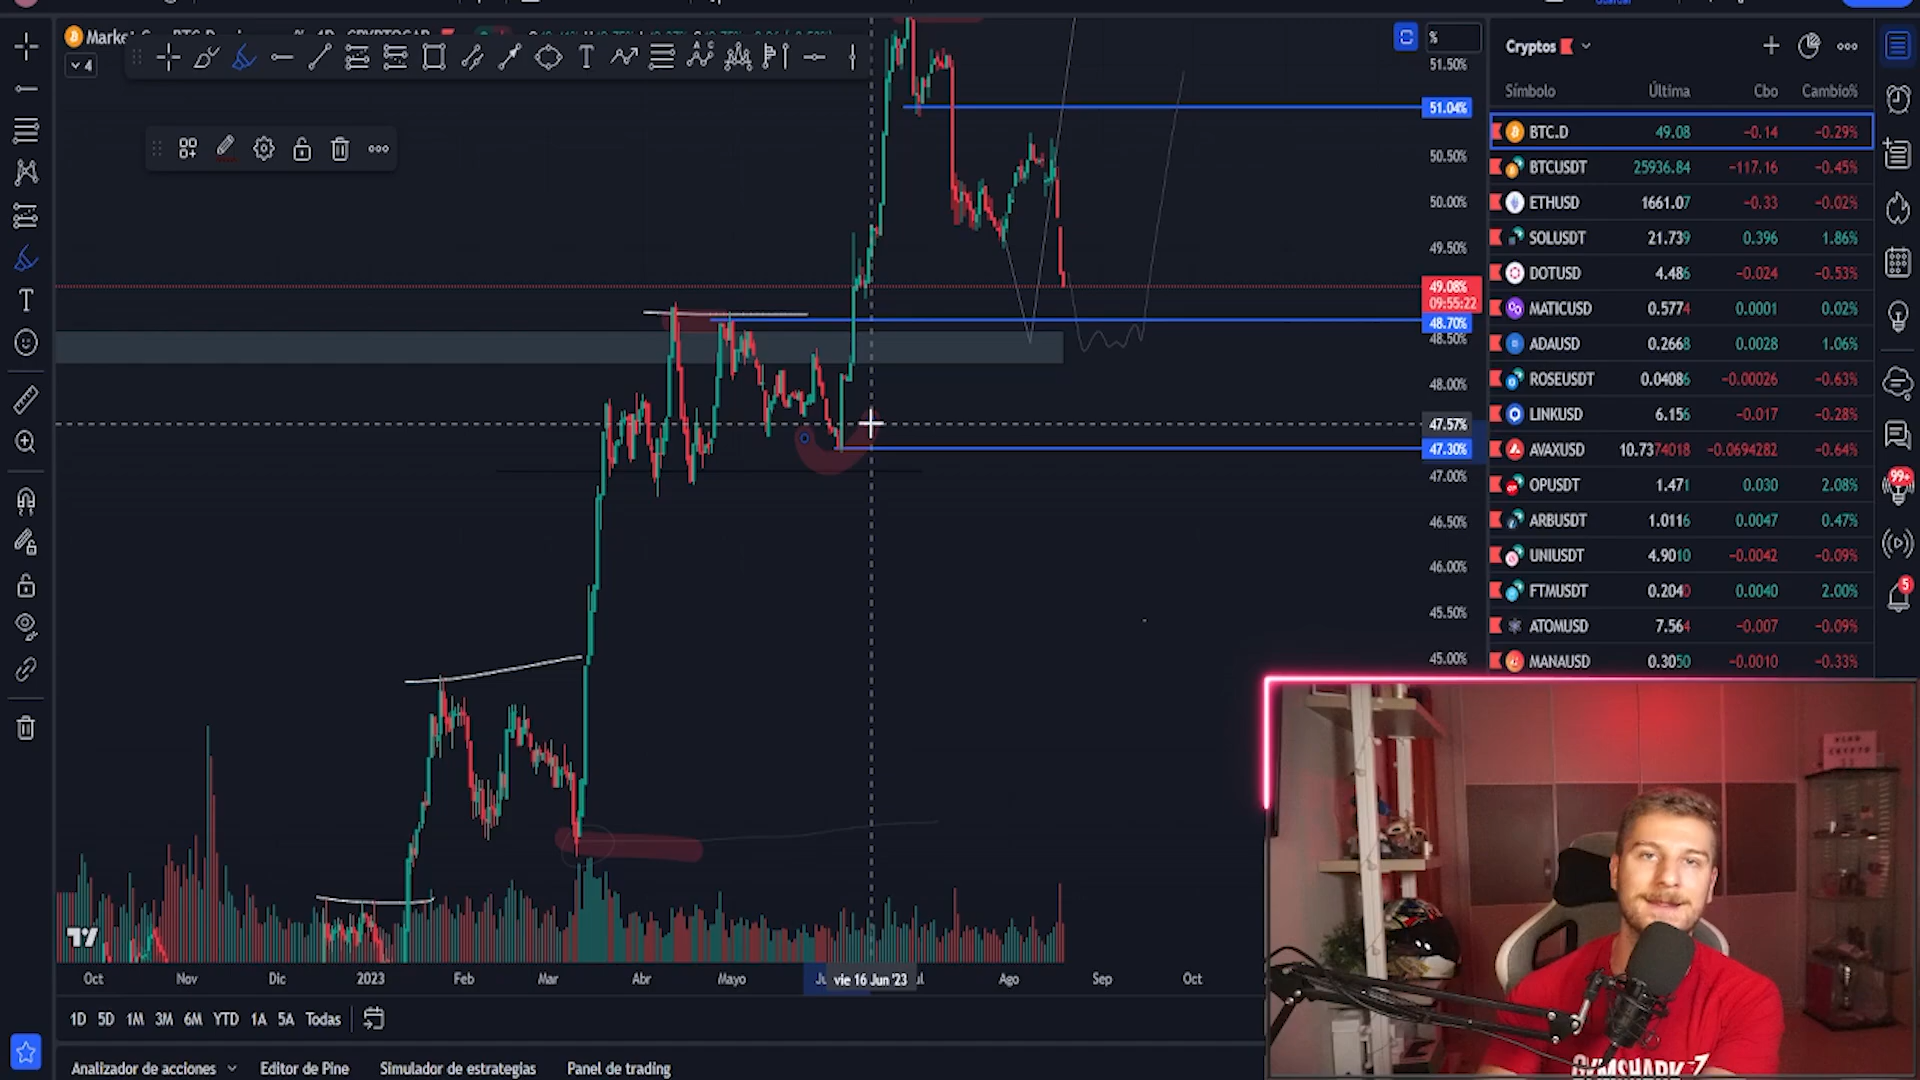 4
%
51.50%
51.04%
50.50%
50.00%
49.50%
49.08%
09:55:22
48.70%
48.50%
48.00%
47.57%
47.30%
47.00%
46.50%
46.00%
45.50%
45.00%
Oct Nov Dic 2023 Feb Mar Abr Mayo vie 16 Jun '23 Ago Sep Oct
1D 5D 1M 3M 6M YTD 1A 5A Todas
Analizador de acciones Editor de Pine Simulador de estrategias Panel de trading
Cryptos
Símbolo Última Cbo Cambio%
BTC.D 49.08 −0.14 −0.29%
BTCUSDT 25936.84 −117.16 −0.45%
ETHUSD 1661.07 −0.33 −0.02%
SOLUSDT 21.739 0.396 1.86%
DOTUSD 4.486 −0.024 −0.53%
MATICUSD 0.5774 0.0001 0.02%
ADAUSD 0.2668 0.0028 1.06%
ROSEUSDT 0.04086 −0.00026 −0.63%
LINKUSD 6.156 −0.017 −0.28%
AVAXUSD 10.7374018 −0.0694282 −0.64%
OPUSDT 1.471 0.030 2.08%
ARBUSDT 1.0116 0.0047 0.47%
UNIUSDT 4.9010 −0.0042 −0.09%
FTMUSDT 0.2040 0.0040 2.00%
ATOMUSD 7.564 −0.007 −0.09%
MANAUSD 0.3050 −0.0010 −0.33%
99+
5
GYMSHARK